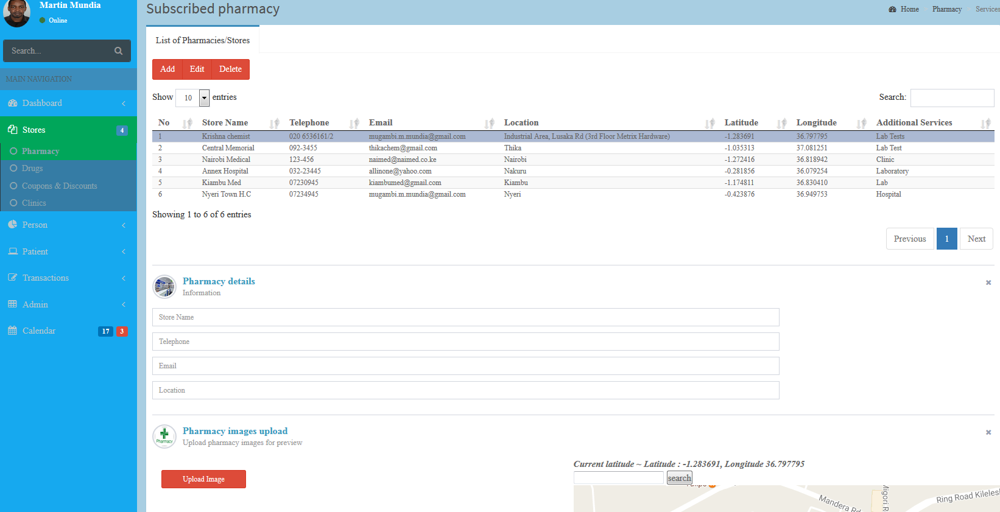 Martin Mundia
Online
Search...
MAIN NAVIGATION
Dashboard
Stores 4
Pharmacy
Drugs
Coupons & Discounts
Clinics
Person
Patient
Transactions
Admin
Calendar 17 3
Subscribed pharmacy
Home Pharmacy Services
List of Pharmacies/Stores
Add Edit Delete
Show 10 entries Search:
No Store Name Telephone Email Location Latitude Longitude Additional Services
1 Krishna chemist 020 6536161/2 mugambi.m.mundia@gmail.com Industrial Area, Lusaka Rd (3rd Floor Metrix Hardware) -1.283691 36.797795 Lab Tests
2 Central Memorial 092-3455 thikachem@gmail.com Thika -1.035313 37.081251 Lab Test
3 Nairobi Medical 123-456 naimed@naimed.co.ke Nairobi -1.272416 36.818942 Clinic
4 Annex Hospital 032-23445 allinone@yahoo.com Nakuru -0.281856 36.079254 Laboratory
5 Kiambu Med 07230945 kiambumed@gmail.com Kiambu -1.174811 36.830410 Lab
6 Nyeri Town H.C 07234945 mugambi.m.mundia@gmail.com Nyeri -0.423876 36.949753 Hospital
Showing 1 to 6 of 6 entries
Previous 1 Next
Pharmacy details
Information
Store Name
Telephone
Email
Location
Pharmacy
Pharmacy images upload
Upload pharmacy images for preview
Upload Image
Current latitude ~ Latitude : -1.283691, Longitude 36.797795
search
Mandera Rd
Migori R
Ring Road Kileles